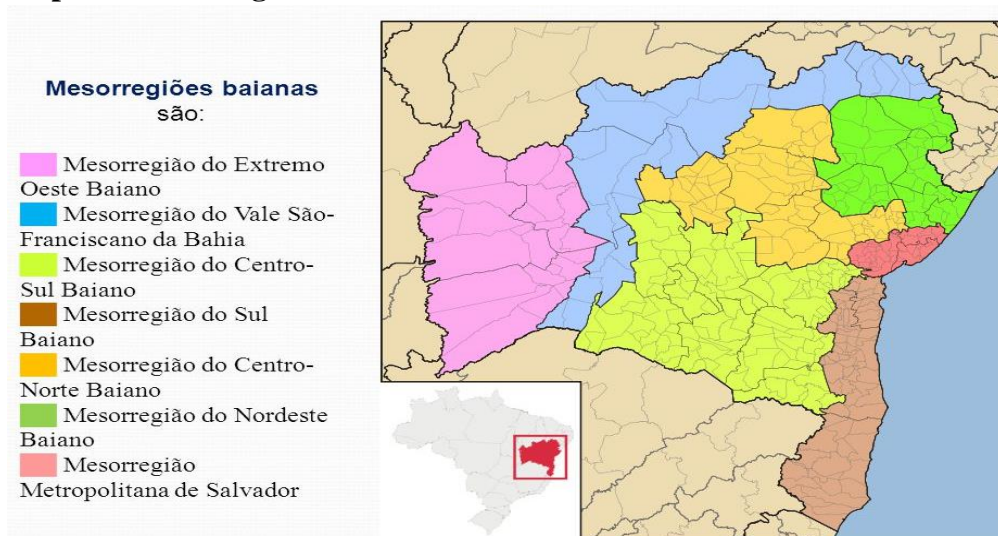 Mesorregiões baianas
são:
Mesorregião do Extremo
Oeste Baiano
Mesorregião do Vale São-
Franciscano da Bahia
Mesorregião do Centro-
Sul Baiano
Mesorregião do Sul
Baiano
Mesorregião do Centro-
Norte Baiano
Mesorregião do Nordeste
Baiano
Mesorregião
Metropolitana de Salvador